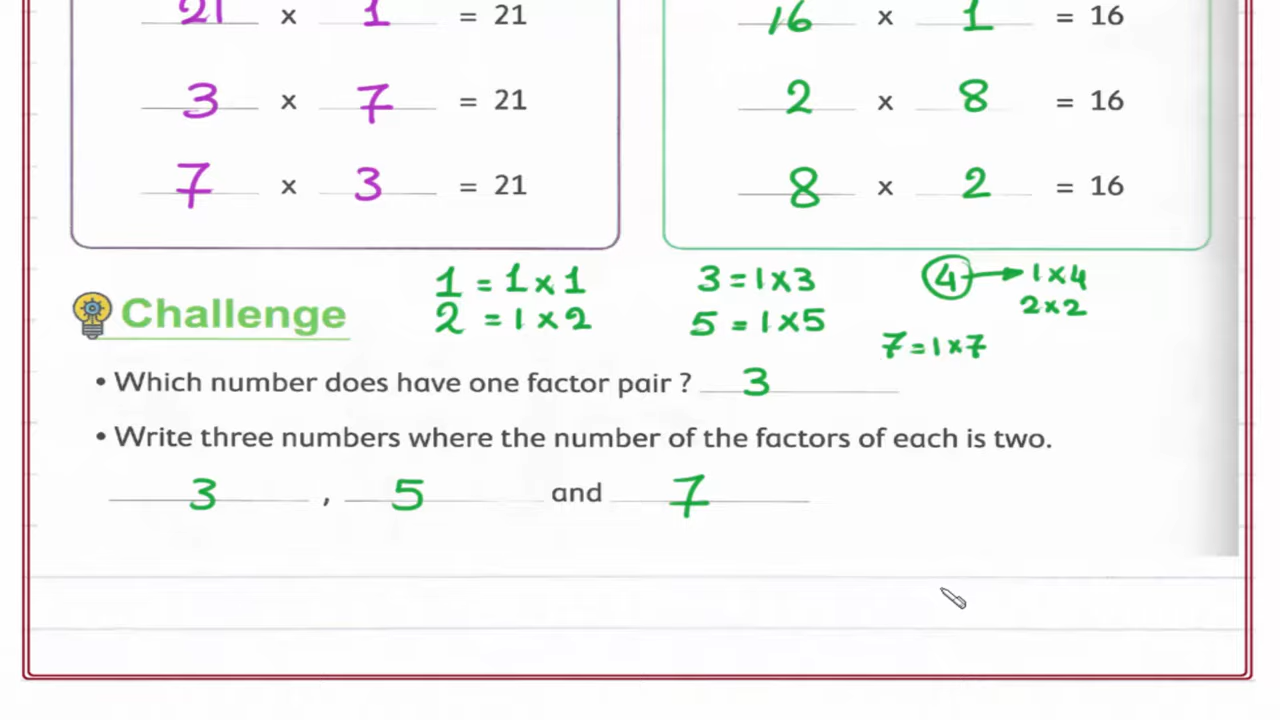 21 x 1 = 21
3 x 7 = 21
7 x 3 = 21
16 x 1 = 16
2 x 8 = 16
8 x 2 = 16
Challenge
1 = 1 x 1
2 = 1 x 2
3 = 1 x 3
5 = 1 x 5
4 → 1 x 4
2 x 2
7 = 1 x 7
• Which number does have one factor pair ? 3
• Write three numbers where the number of the factors of each is two.
3 , 5 and 7